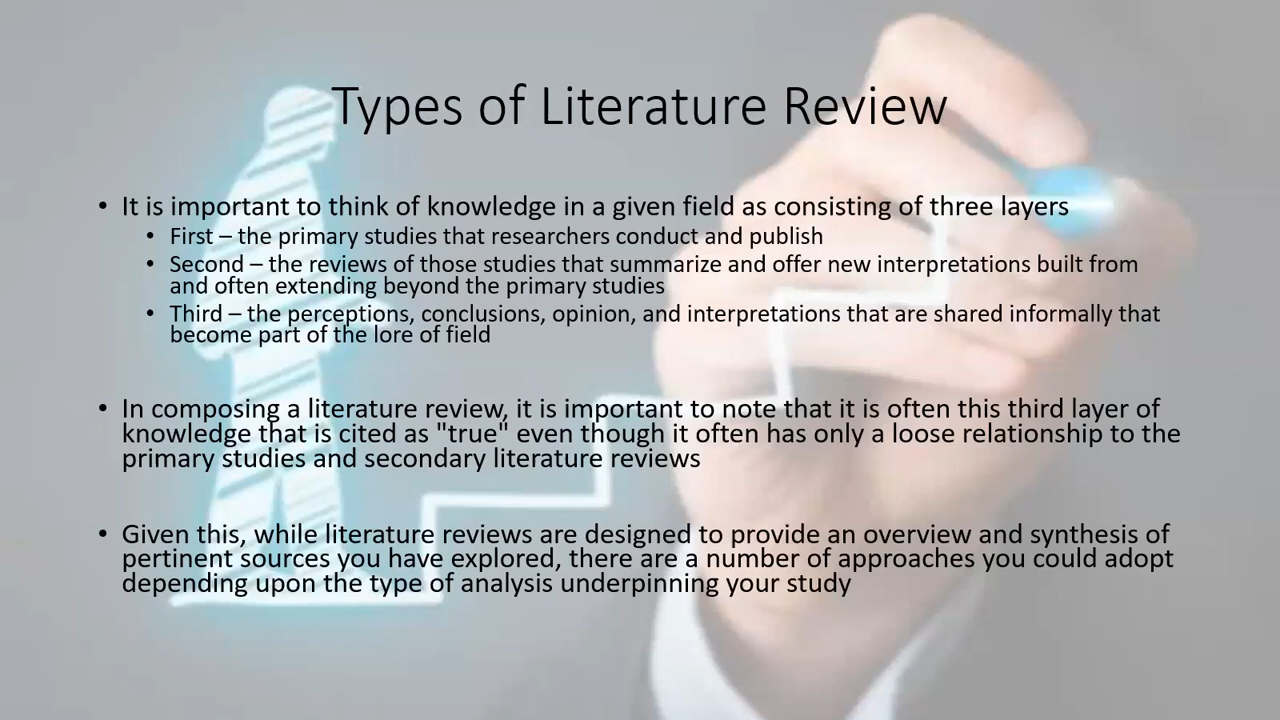 Types of Literature Review
• It is important to think of knowledge in a given field as consisting of three layers
• First – the primary studies that researchers conduct and publish
• Second – the reviews of those studies that summarize and offer new interpretations built from
and often extending beyond the primary studies
• Third – the perceptions, conclusions, opinion, and interpretations that are shared informally that
become part of the lore of field
• In composing a literature review, it is important to note that it is often this third layer of
knowledge that is cited as "true" even though it often has only a loose relationship to the
primary studies and secondary literature reviews
• Given this, while literature reviews are designed to provide an overview and synthesis of
pertinent sources you have explored, there are a number of approaches you could adopt
depending upon the type of analysis underpinning your study